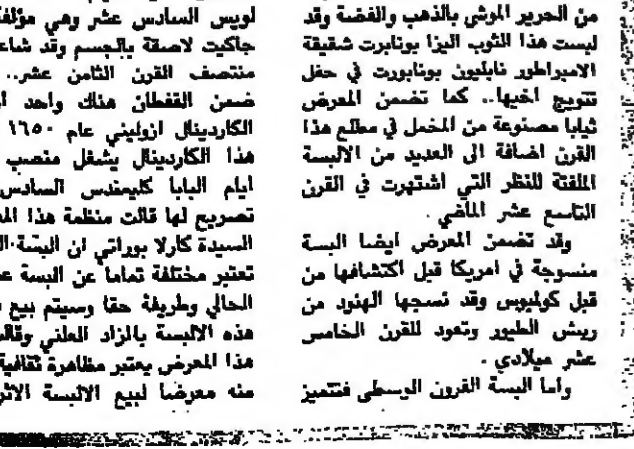 من الحرير الموشى بالذهب والفضة وقد
لبست هذا الثوب اليزا بونابرت شقيقة
الامبراطور نابليون بونابورت في حفل
تتويج اخيها.. كما تضمن المعرض
ثيابا مصنوعة من المخمل في مطلع هذا
القرن اضافة الى العديد من الالبسة
الملفتة للنظر التي اشتهرت في القرن
التاسع عشر الماضي .
وقد تضمن المعرض ايضا البسة
منسوجة في امريكا قبل اكتشافها من
قبل كولمبوس وقد نسجها الهنود من
ريش الطيور وتعود للقرن الخامس
عشر ميلادي .
واما البسة القرون الوسطى فتتميز
لويس السادس عشر وهي مؤلفة
جاكيت لاصقة بالجسم وقد
منتصف القرن الثامن عشر..
ضمن القفطان هناك واحد
الكاردينال ازوليني عام ١٦٥٠
هذا الكاردينال يشغل منصب
ايام البابا كليمندس السادس
تصريح لها قالت منظمة هذا
السيدة كارلا بوراتي ان البسة
تعتبر مختلفة تماما عن البسة
الحالي وطريفة حقا وسيتم بيع
هذه الالبسة بالمزاد العلني
هذا المعرض يعتبر مظاهرة ثقافية
منه معرضا لبيع الالبسة